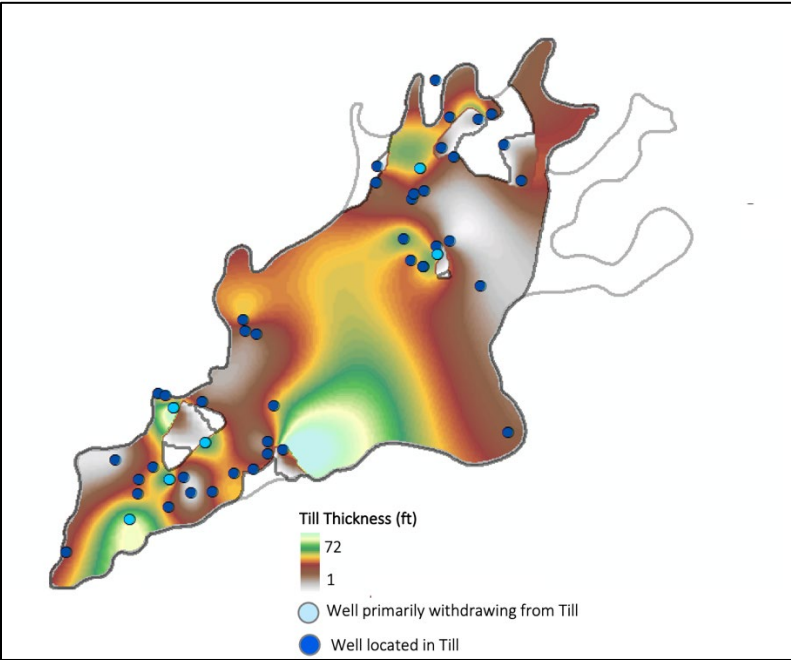 Till Thickness (ft)
72
1
Well primarily withdrawing from Till
Well located in Till